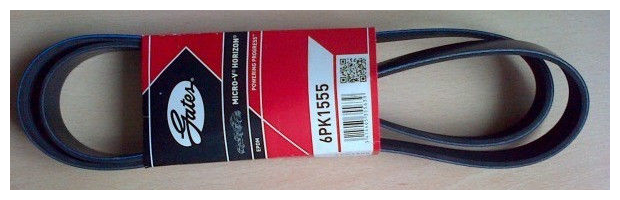 Gates
MICRO-V® HORIZON®
POWERING PROGRESS™
EPDM
6PK1555